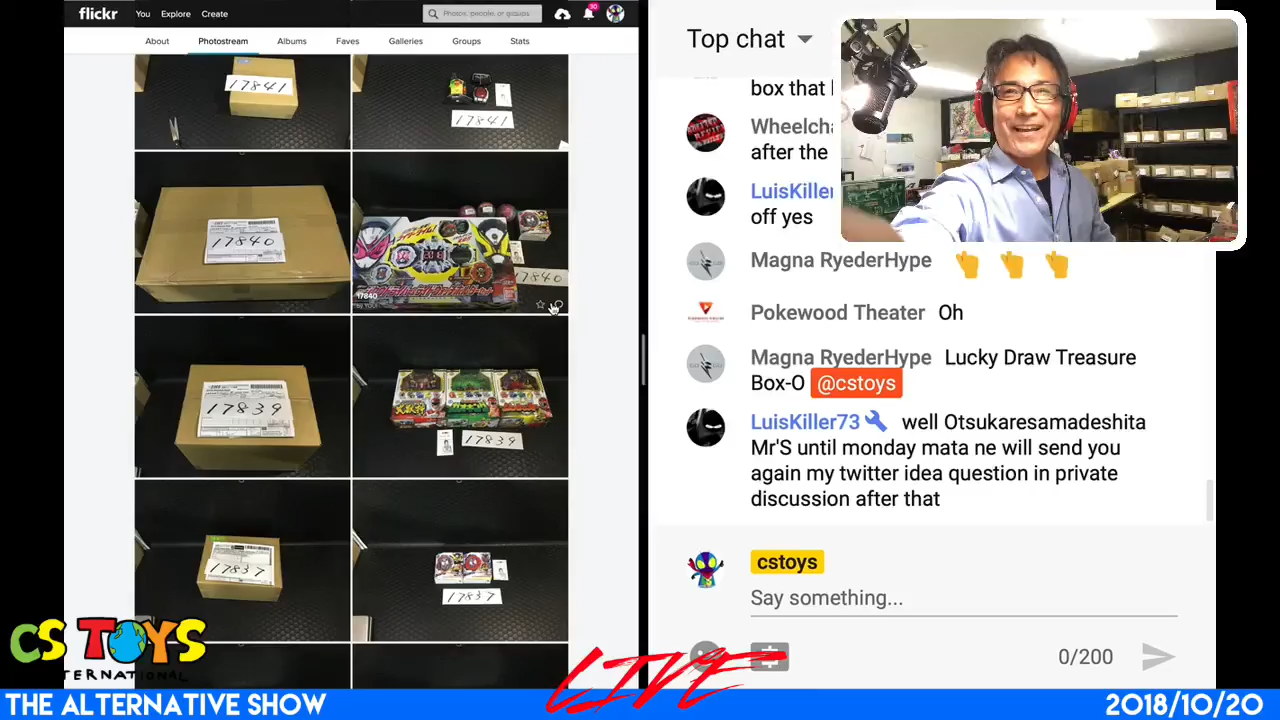 flickr
You
Explore
Create
Photos, people, or groups
30
About
Photostream
Albums
Faves
Galleries
Groups
Stats
17841
17841
17840
17840
17840
17839
17839
17837
17837
Top chat
box that
Wheelch
after the
LuisKiller
off yes
Magna RyederHype
Pokewood Theater Oh
Magna RyederHype Lucky Draw Treasure
Box-O @cstoys
LuisKiller73 well Otsukaresamadeshita
Mr'S until monday mata ne will send you
again my twitter idea question in private
discussion after that
cstoys
Say something...
0/200
CS TOYS
INTERNATIONAL
LIVE
THE ALTERNATIVE SHOW
2018/10/20